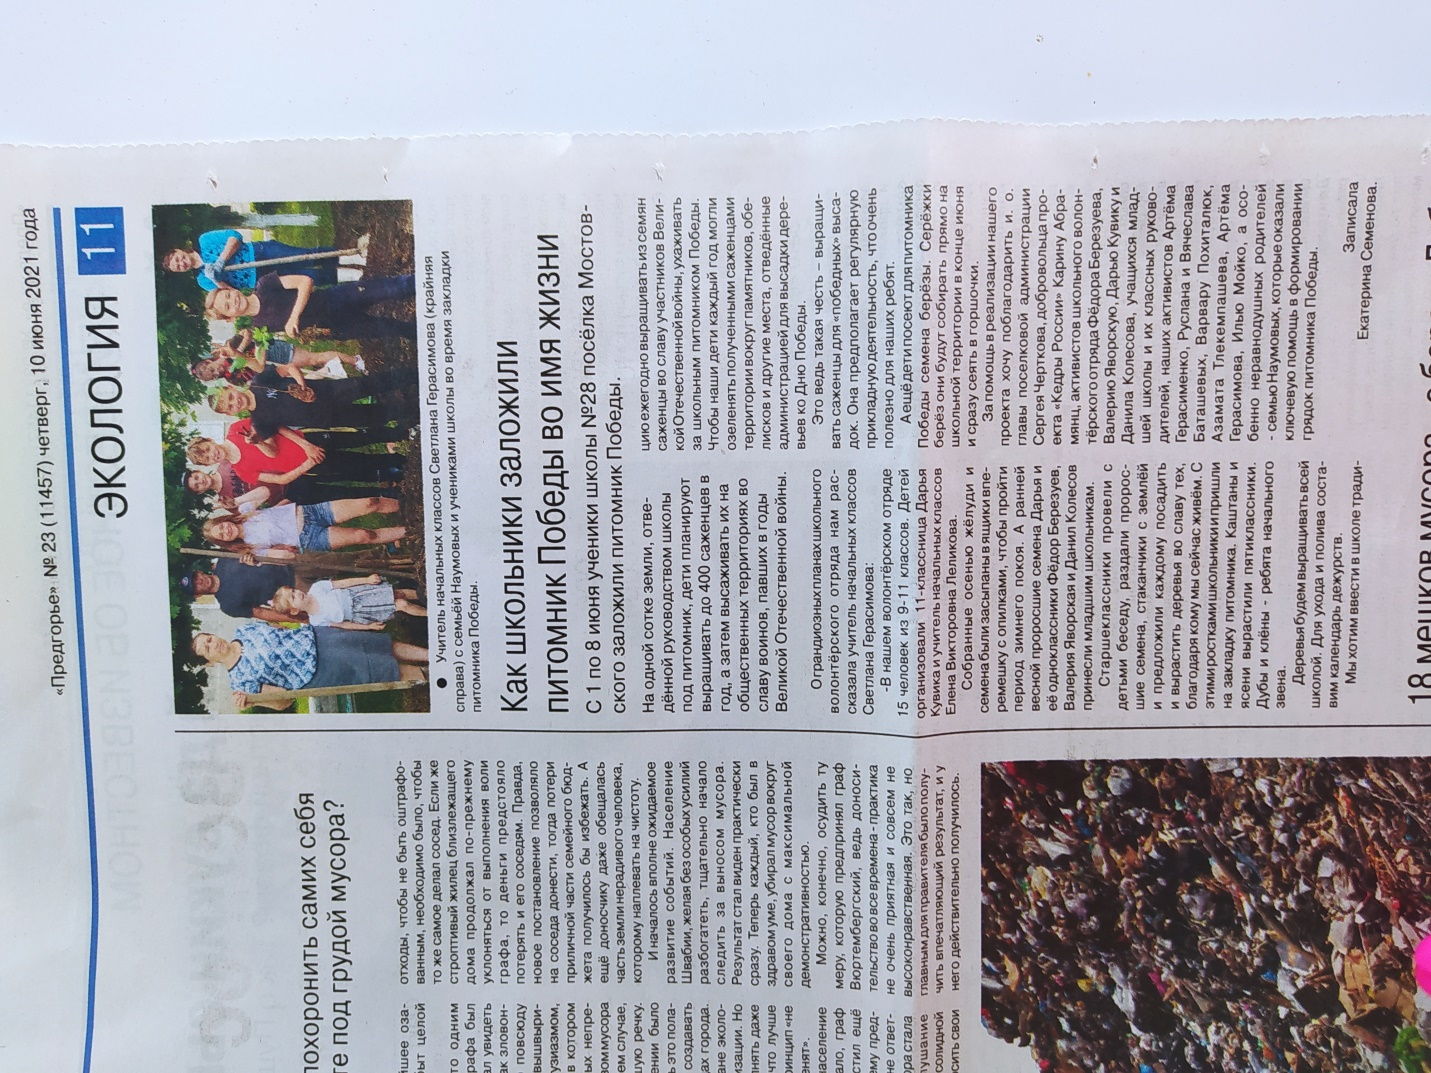 «Предгорье» № 23 (11457) четверг, 10 июня 2021 года
ЭКОЛОГИЯ 11
похоронить самих себя
те под грудой мусора?
отходы, чтобы не быть оштрафо-
ванным, необходимо было, чтобы
то же самое делал сосед. Если же
строптивый жилец близлежащего
дома продолжал по-прежнему
уклоняться от выполнения воли
графа, то деньги предстояло
потерять и его соседям. Правда,
новое постановление позволяло
на соседа донести, тогда потери
приличной части семейного бюд-
жета получилось бы избежать. А
ещё доносчику даже обещалась
часть земли нерадивого человека,
которому наплевать на чистоту.
И началось вполне ожидаемое
развитие событий. Население
Швабии, желая без особых усилий
разбогатеть, тщательно начало
следить за выносом мусора.
Результат стал виден практически
сразу. Теперь каждый, кто был в
здравом уме, убирал мусор вокруг
своего дома с максимальной
демонстративностью.
Можно, конечно, осудить ту
меру, которую предпринял граф
Вюртембергский, ведь доноси-
тельство во все времена - практика
не очень приятная и совсем не
высоконравственная. Это так, но
главным для правителя было полу-
чить впечатляющий результат, и у
него действительно получилось.
● Учитель начальных классов Светлана Герасимова (крайняя
справа) с семьёй Наумовых и учениками школы во время закладки
питомника Победы.
Как школьники заложили
питомник Победы во имя жизни
С 1 по 8 июня ученики школы №28 посёлка Мостов-
ского заложили питомник Победы.
На одной сотке земли, отве-
дённой руководством школы
под питомник, дети планируют
выращивать до 400 саженцев в
год, а затем высаживать их на
общественных территориях во
славу воинов, павших в годы
Великой Отечественной войны.
О грандиозных планах школьного
волонтёрского отряда нам рас-
сказала учитель начальных классов
Светлана Герасимова:
- В нашем волонтёрском отряде
15 человек из 9-11 классов. Детей
организовали 11-классница Дарья
Кувика и учитель начальных классов
Елена Викторовна Леликова.
Собранные осенью жёлуди и
семена были засыпаны в ящики впе-
ремешку с опилками, чтобы пройти
период зимнего покоя. А ранней
весной проросшие семена Дарья и
её одноклассники Фёдор Березуев,
Валерия Яворская и Данил Колесов
принесли младшим школьникам.
Старшеклассники провели с
детьми беседу, раздали пророс-
шие семена, стаканчики с землёй
и предложили каждому посадить
и вырастить деревья во славу тех,
благодаря кому мы сейчас живём. С
этими ростками школьники и пришли
на закладку питомника. Каштаны и
ясени вырастили пятиклассники.
Дубы и клёны - ребята начального
звена.
Деревья будем выращивать всей
школой. Для ухода и полива соста-
вим календарь дежурств.
Мы хотим ввести в школе тради-
цию ежегодно выращивать из семян
саженцы во славу участников Вели-
кой Отечественной войны, ухаживать
за школьным питомником Победы.
Чтобы наши дети каждый год могли
озеленять полученными саженцами
территории вокруг памятников, обе-
лисков и другие места, отведённые
администрацией для высадки дере-
вьев ко Дню Победы.
Это ведь такая честь – выращи-
вать саженцы для «победных» выса-
док. Она предполагает регулярную
прикладную деятельность, что очень
полезно для наших ребят.
А ещё дети посеют для питомника
Победы семена берёзы. Серёжки
берёз они будут собирать прямо на
школьной территории в конце июня
и сразу сеять в горшочки.
За помощь в реализации нашего
проекта хочу поблагодарить и. о.
главы поселковой администрации
Сергея Черткова, добровольца про-
екта «Кедры России» Карину Абра-
мянц, активистов школьного волон-
тёрского отряда Фёдора Березуева,
Валерию Яворскую, Дарью Кувику и
Данила Колесова, учащихся млад-
шей школы и их классных руково-
дителей, наших активистов Артёма
Герасименко, Руслана и Вячеслава
Баташевых, Варвару Похиталюк,
Азамата Тлекемпашева, Артёма
Герасимова, Илью Мойко, а осо-
бенно неравнодушных родителей
- семью Наумовых, которые оказали
ключевую помощь в формировании
грядок питомника Победы.
Записала
Екатерина Семенова.
18 мешков мусора